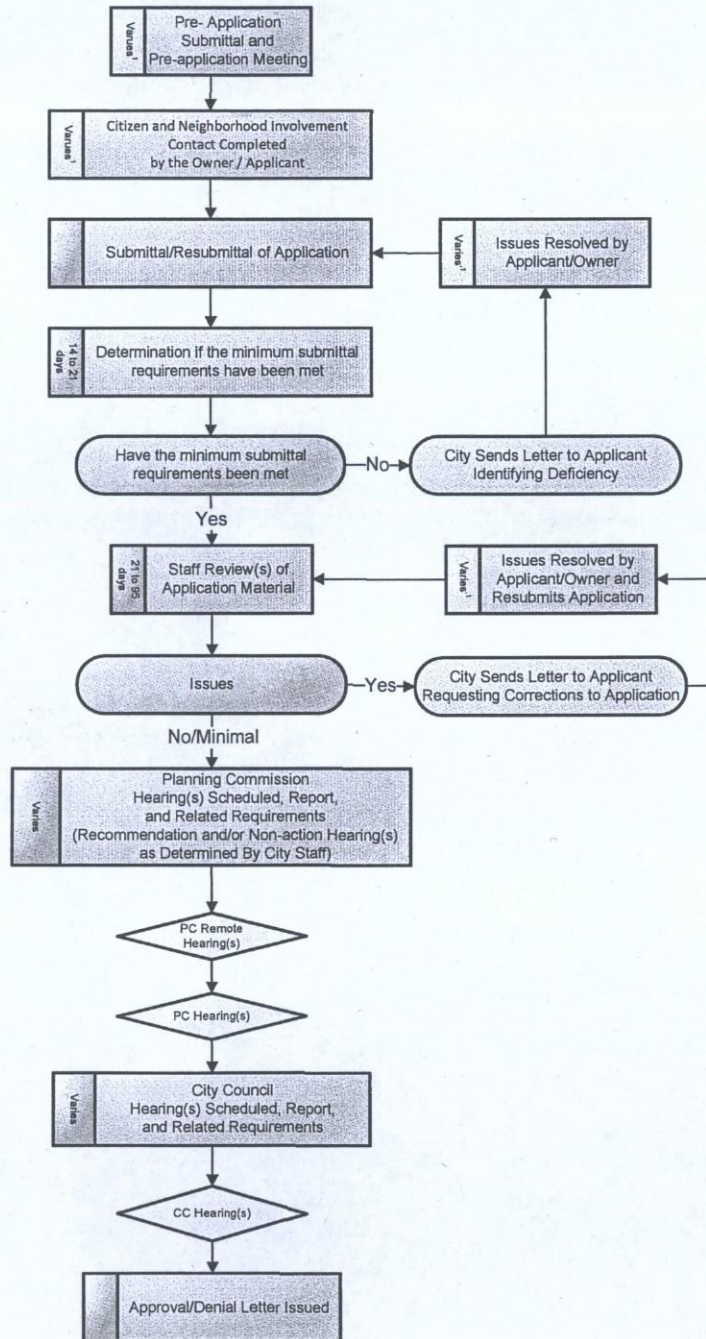 Varues¹
Pre- Application
Submittal and
Pre-application Meeting
Varues¹
Citizen and Neighborhood Involvement
Contact Completed
by the Owner / Applicant
Submittal/Resubmittal of Application
Varies¹
Issues Resolved by
Applicant/Owner
14 to 21
days
Determination if the minimum submittal
requirements have been met
Have the minimum submittal
requirements been met
No
City Sends Letter to Applicant
Identifying Deficiency
Yes
21 to 95
days
Staff Review(s) of
Application Material
Varies¹
Issues Resolved by
Applicant/Owner and
Resubmits Application
Issues
Yes
City Sends Letter to Applicant
Requesting Corrections to Application
No/Minimal
Varies
Planning Commission
Hearing(s) Scheduled, Report,
and Related Requirements
(Recommendation and/or Non-action Hearing(s)
as Determined By City Staff)
PC Remote
Hearing(s)
PC Hearing(s)
Varies
City Council
Hearing(s) Scheduled, Report,
and Related Requirements
CC Hearing(s)
Approval/Denial Letter Issued